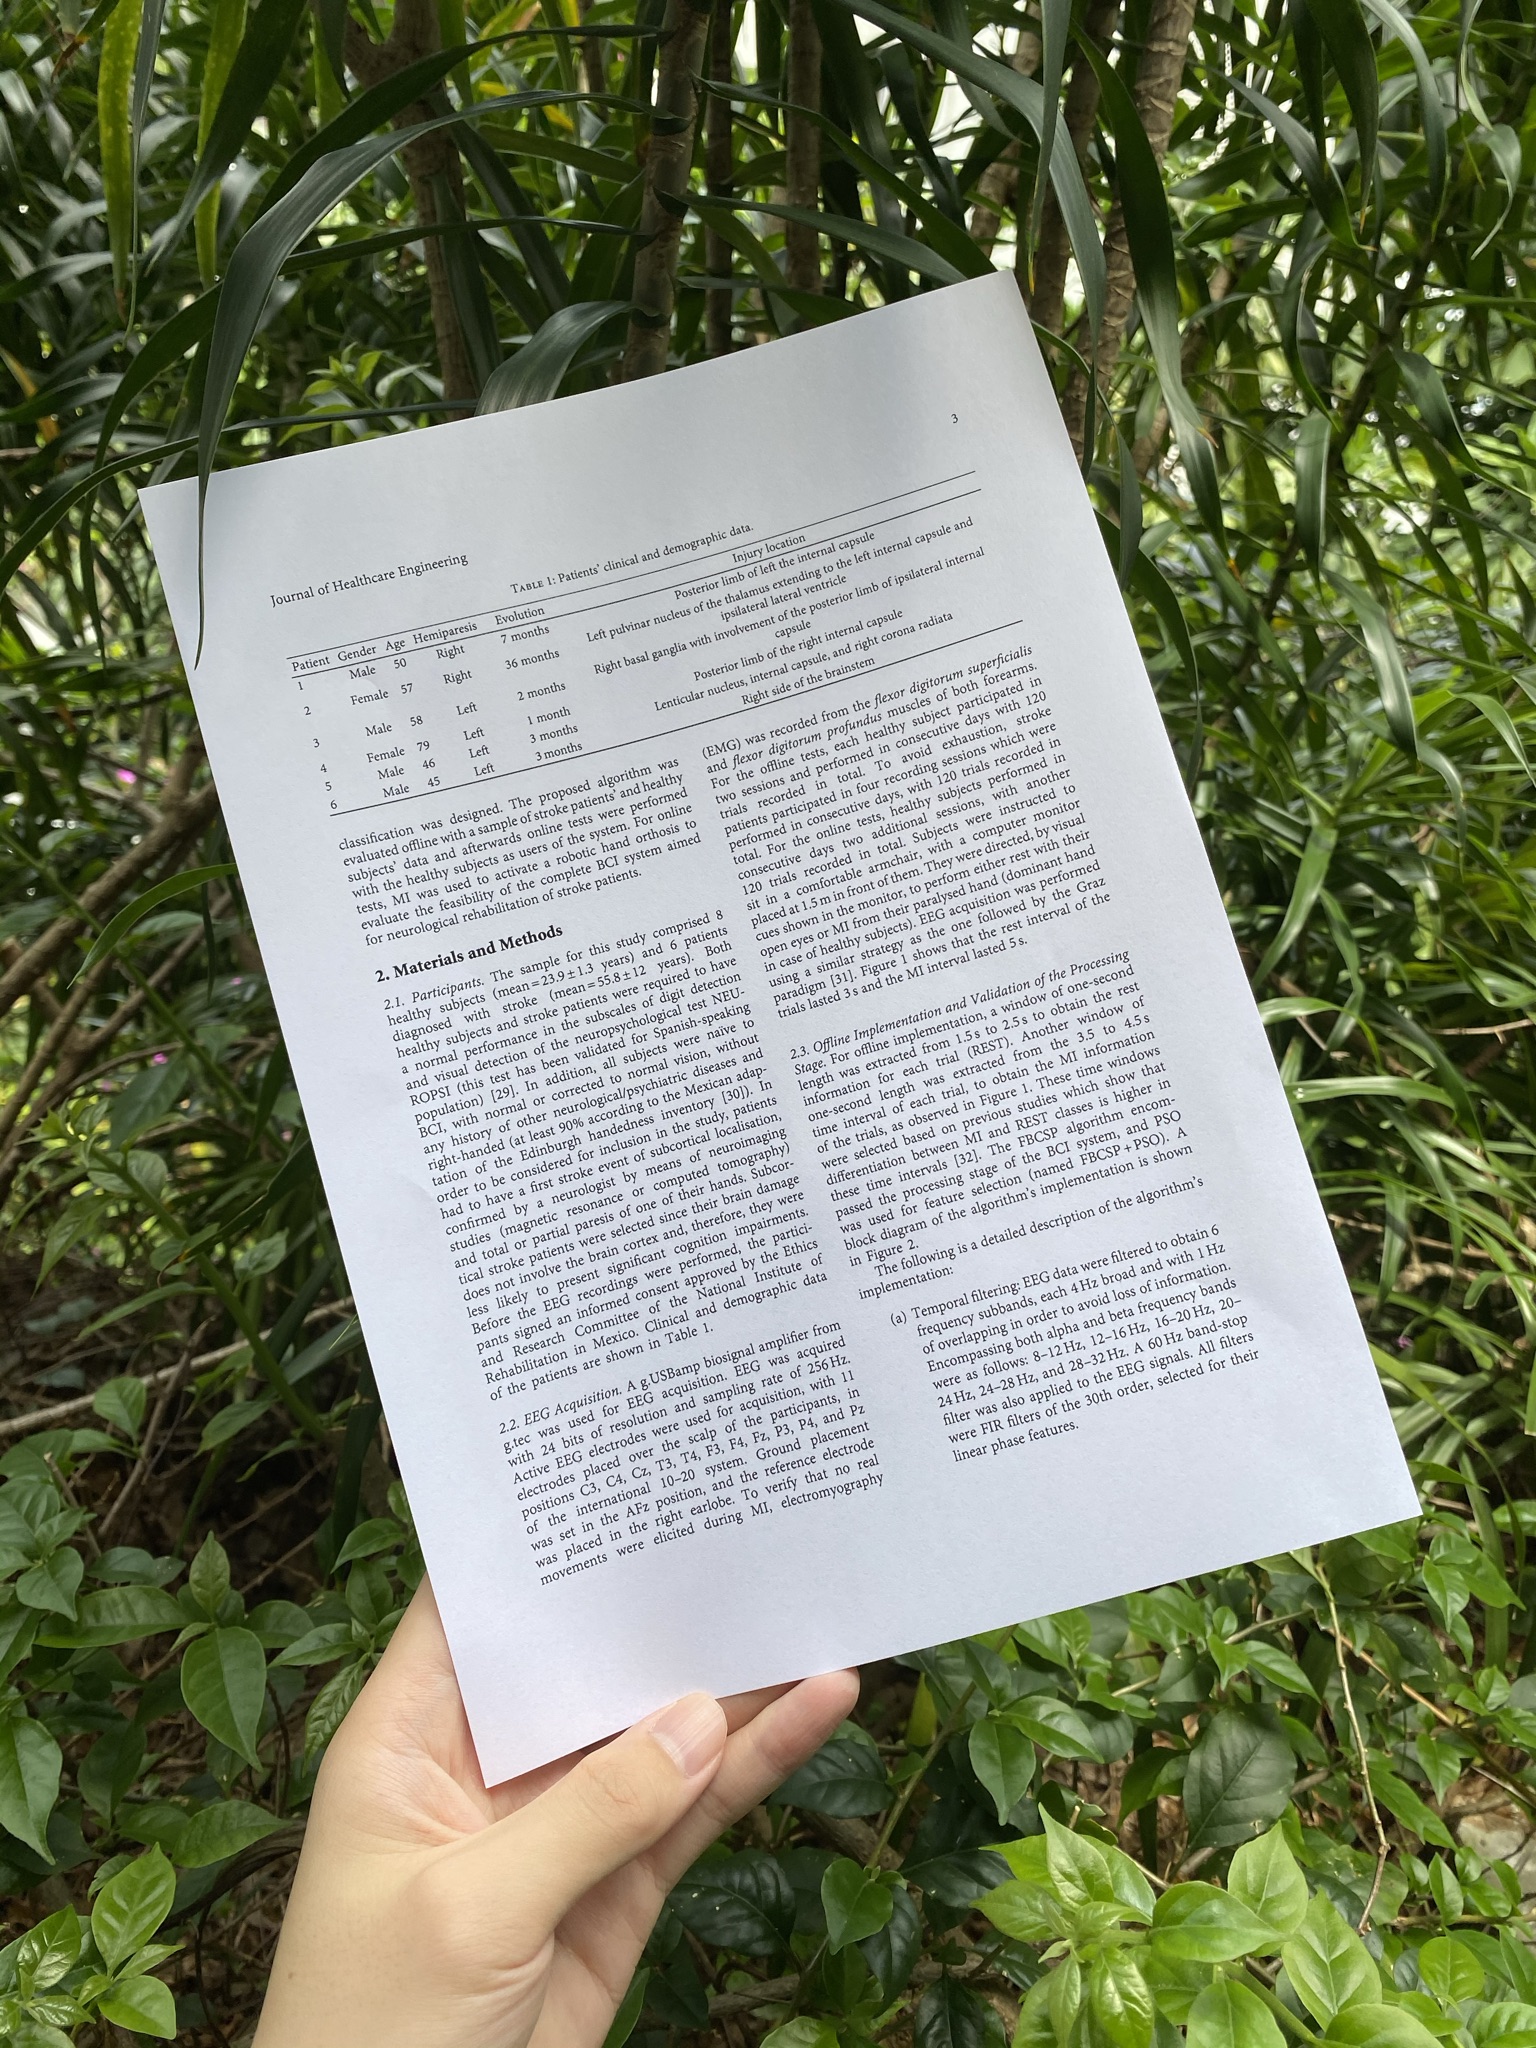 Journal of Healthcare Engineering
3
TABLE 1: Patients' clinical and demographic data.
Patient Gender Age Hemiparesis Evolution Injury location
1 Male 50 Right 7 months Posterior limb of left the internal capsule
2 Female 57 Right 36 months Left pulvinar nucleus of the thalamus extending to the left internal capsule and
ipsilateral lateral ventricle
3 Male 58 Left 2 months Right basal ganglia with involvement of the posterior limb of ipsilateral internal
capsule
4 Female 79 Left 1 month Posterior limb of the right internal capsule
5 Male 46 Left 3 months Lenticular nucleus, internal capsule, and right corona radiata
6 Male 45 Left 3 months Right side of the brainstem
classification was designed. The proposed algorithm was
evaluated offline with a sample of stroke patients' and healthy
subjects' data and afterwards online tests were performed
with the healthy subjects as users of the system. For online
tests, MI was used to activate a robotic hand orthosis to
evaluate the feasibility of the complete BCI system aimed
for neurological rehabilitation of stroke patients.
2. Materials and Methods
2.1. Participants. The sample for this study comprised 8
healthy subjects (mean = 23.9 ± 1.3 years) and 6 patients
diagnosed with stroke (mean = 55.8 ± 12 years). Both
healthy subjects and stroke patients were required to have
a normal performance in the subscales of digit detection
and visual detection of the neuropsychological test NEU-
ROPSI (this test has been validated for Spanish-speaking
population) [29]. In addition, all subjects were naïve to
BCI, with normal or corrected to normal vision, without
any history of other neurological/psychiatric diseases and
right-handed (at least 90% according to the Mexican adap-
tation of the Edinburgh handedness inventory [30]). In
order to be considered for inclusion in the study, patients
had to have a first stroke event of subcortical localisation,
confirmed by a neurologist by means of neuroimaging
studies (magnetic resonance or computed tomography)
and total or partial paresis of one of their hands. Subcor-
tical stroke patients were selected since their brain damage
does not involve the brain cortex and, therefore, they were
less likely to present significant cognition impairments.
Before the EEG recordings were performed, the partici-
pants signed an informed consent approved by the Ethics
and Research Committee of the National Institute of
Rehabilitation in Mexico. Clinical and demographic data
of the patients are shown in Table 1.
2.2. EEG Acquisition. A g.USBamp biosignal amplifier from
g.tec was used for EEG acquisition. EEG was acquired
with 24 bits of resolution and sampling rate of 256 Hz.
Active EEG electrodes were used for acquisition, with 11
electrodes placed over the scalp of the participants, in
positions C3, C4, Cz, T3, T4, F3, F4, Fz, P3, P4, and Pz
of the international 10–20 system. Ground placement
was set in the AFz position, and the reference electrode
was placed in the right earlobe. To verify that no real
movements were elicited during MI, electromyography
(EMG) was recorded from the flexor digitorum superficialis
and flexor digitorum profundus muscles of both forearms.
For the offline tests, each healthy subject participated in
two sessions and performed in consecutive days with 120
trials recorded in total. To avoid exhaustion, stroke
patients participated in four recording sessions which were
performed in consecutive days, with 120 trials recorded in
total. For the online tests, healthy subjects performed in
consecutive days two additional sessions, with another
120 trials recorded in total. Subjects were instructed to
sit in a comfortable armchair, with a computer monitor
placed at 1.5 m in front of them. They were directed, by visual
cues shown in the monitor, to perform either rest with their
open eyes or MI from their paralysed hand (dominant hand
in case of healthy subjects). EEG acquisition was performed
using a similar strategy as the one followed by the Graz
paradigm [31]. Figure 1 shows that the rest interval of the
trials lasted 3 s and the MI interval lasted 5 s.
2.3. Offline Implementation and Validation of the Processing
Stage. For offline implementation, a window of one-second
length was extracted from 1.5 s to 2.5 s to obtain the rest
information for each trial (REST). Another window of
one-second length was extracted from the 3.5 to 4.5 s
time interval of each trial, to obtain the MI information
of the trials, as observed in Figure 1. These time windows
were selected based on previous studies which show that
differentiation between MI and REST classes is higher in
these time intervals [32]. The FBCSP algorithm encom-
passed the processing stage of the BCI system, and PSO
was used for feature selection (named FBCSP + PSO). A
block diagram of the algorithm's implementation is shown
in Figure 2.
The following is a detailed description of the algorithm's
implementation:
(a) Temporal filtering: EEG data were filtered to obtain 6
frequency subbands, each 4 Hz broad and with 1 Hz
of overlapping in order to avoid loss of information.
Encompassing both alpha and beta frequency bands
were as follows: 8–12 Hz, 12–16 Hz, 16–20 Hz, 20–
24 Hz, 24–28 Hz, and 28–32 Hz. A 60 Hz band-stop
filter was also applied to the EEG signals. All filters
were FIR filters of the 30th order, selected for their
linear phase features.